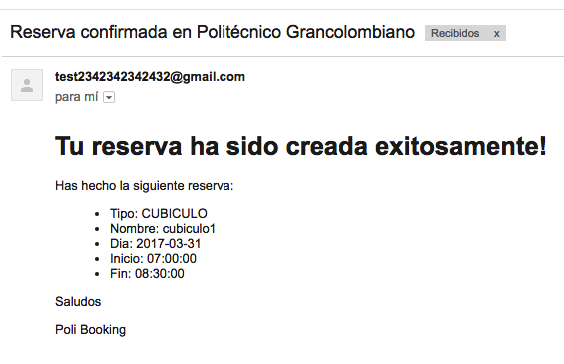 Reserva confirmada en Politécnico Grancolombiano Recibidos x
test2342342342432@gmail.com
para mí
Tu reserva ha sido creada exitosamente!
Has hecho la siguiente reserva:
• Tipo: CUBICULO
• Nombre: cubiculo1
• Dia: 2017-03-31
• Inicio: 07:00:00
• Fin: 08:30:00
Saludos
Poli Booking